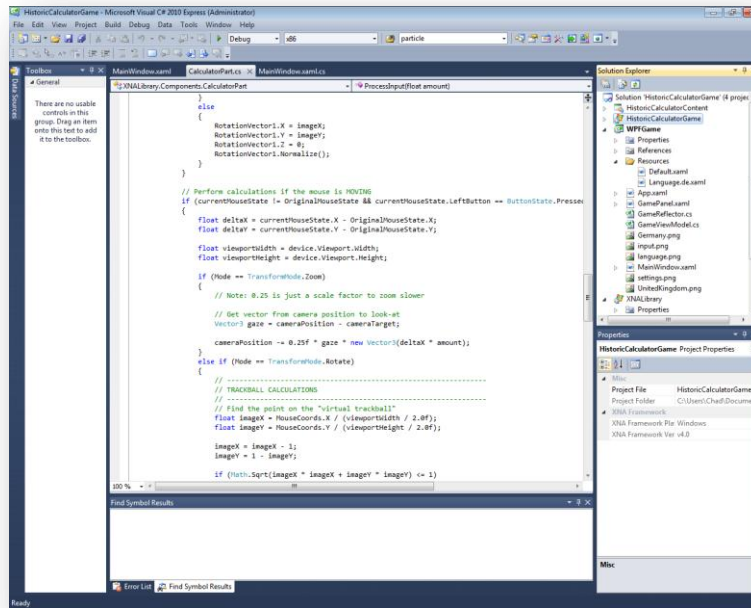 HistoricCalculatorGame - Microsoft Visual C# 2010 Express (Administrator)
File Edit View Project Build Debug Data Tools Window Help
Debug x86 particle
Toolbox
General
There are no usable
controls in this
group. Drag an item
onto this text to add
it to the toolbox.
Data Sources
MainWindow.xaml CalculatorPart.cs MainWindow.xaml.cs
XNALibrary.Components.CalculatorPart ProcessInput(float amount)
}
else
{
RotationVector1.X = imageX;
RotationVector1.Y = imageY;
RotationVector1.Z = 0;
RotationVector1.Normalize();
}
}
// Perform calculations if the mouse is MOVING
if (currentMouseState != OriginalMouseState && currentMouseState.LeftButton == ButtonState.Pressed
{
float deltaX = currentMouseState.X - OriginalMouseState.X;
float deltaY = currentMouseState.Y - OriginalMouseState.Y;
float viewportWidth = device.Viewport.Width;
float viewportHeight = device.Viewport.Height;
if (Mode == TransformMode.Zoom)
{
// Note: 0.25 is just a scale factor to zoom slower
// Get vector from camera position to look-at
Vector3 gaze = cameraPosition - cameraTarget;
cameraPosition -= 0.25f * gaze * new Vector3(deltaX * amount);
}
else if (Mode == TransformMode.Rotate)
{
// ----------------------------------------------------------------
// TRACKBALL CALCULATIONS
// ----------------------------------------------------------------
// Find the point on the "virtual trackball"
float imageX = MouseCoords.X / (viewportWidth / 2.0f);
float imageY = MouseCoords.Y / (viewportHeight / 2.0f);
imageX = imageX - 1;
imageY = 1 - imageY;
if (Math.Sqrt(imageX * imageX + imageY * imageY) <= 1)
100 %
Find Symbol Results
Error List Find Symbol Results
Ready
Solution Explorer
Solution 'HistoricCalculatorGame' (4 projec
HistoricCalculatorContent
HistoricCalculatorGame
WPFGame
Properties
References
Resources
Default.xaml
Language.de.xaml
App.xaml
GamePanel.xaml
GameReflector.cs
GameViewModel.cs
Germany.png
input.png
language.png
MainWindow.xaml
settings.png
UnitedKingdom.png
XNALibrary
Properties
Properties
HistoricCalculatorGame Project Properties
Misc
Project File HistoricCalculatorGame
Project Folder C:\Users\Chad\Docume
XNA Framework
XNA Framework Pla Windows
XNA Framework Ver v4.0
Misc